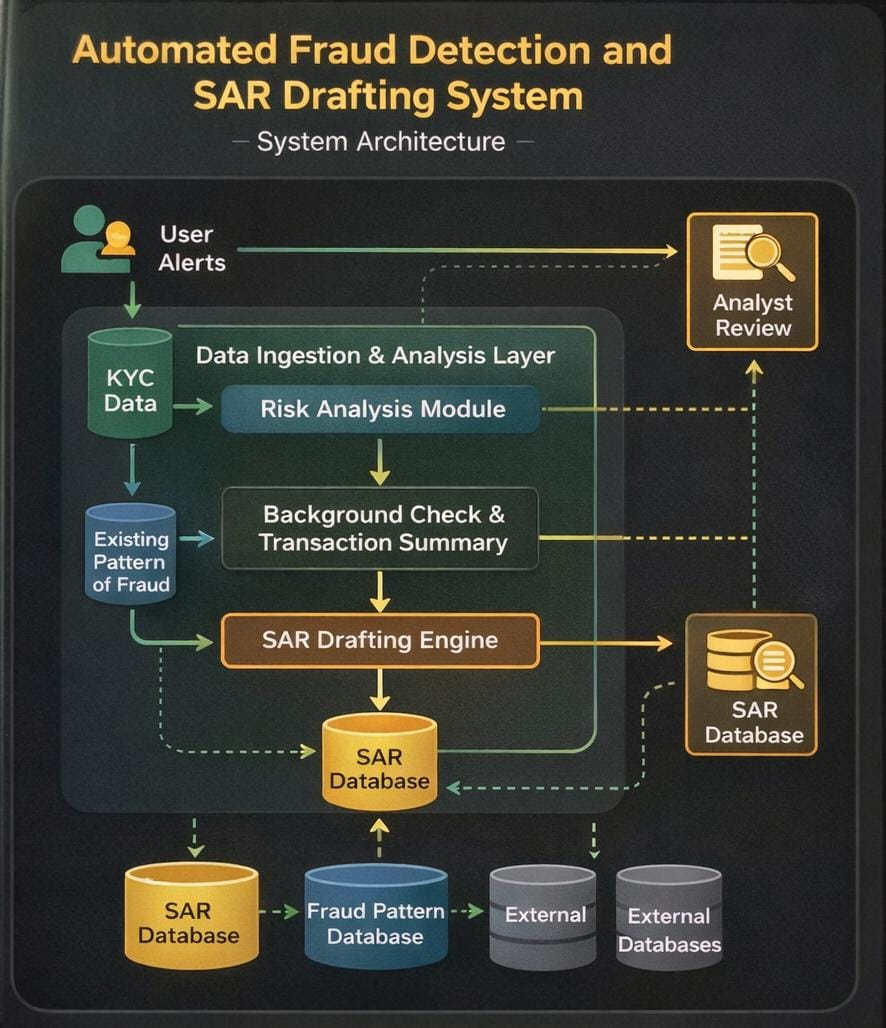 Automated Fraud Detection and
SAR Drafting System
System Architecture
User
Alerts
Analyst
Review
KYC
Data
Data Ingestion & Analysis Layer
Risk Analysis Module
Existing
Pattern
of Fraud
Background Check &
Transaction Summary
SAR Drafting Engine
SAR
Database
SAR
Database
SAR
Database
Fraud Pattern
Database
External
External
Databases